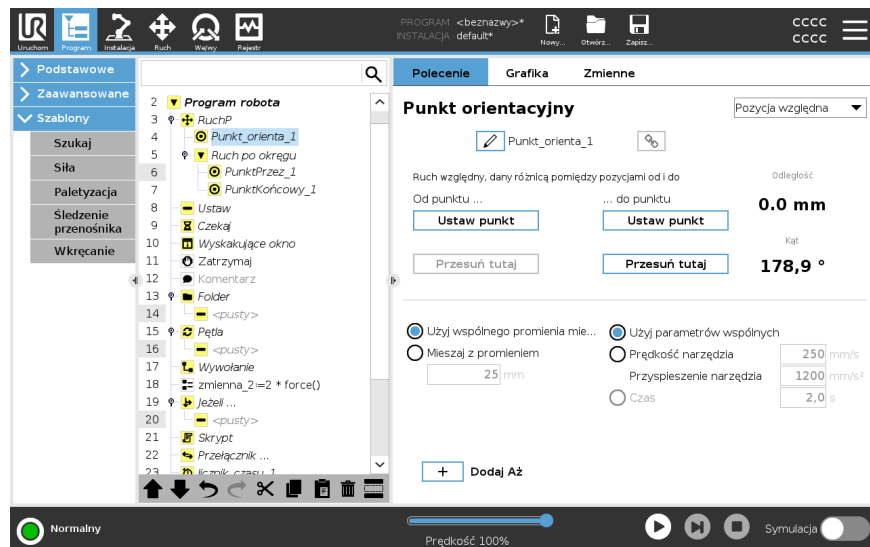 PROGRAM <beznazwy>*
INSTALACJA default*
CCCC
CCCC
Uruchom Program Instalacja Ruch We/wy Rejestr Nowy... Otwórz... Zapisz...
Podstawowe
Zaawansowane
Szablony
Szukaj
Siła
Paletyzacja
Śledzenie
przenośnika
Wkręcanie
2 Program robota
3 RuchP
4 Punkt_orienta_1
5 Ruch po okręgu
6 PunktPrzez_1
7 PunktKońcowy_1
8 Ustaw
9 Czekaj
10 Wyskakujące okno
11 Zatrzymaj
12 Komentarz
13 Folder
14 <pusty>
15 Pętla
16 <pusty>
17 Wywołanie
18 zmienna_2≔2 * force()
19 Jeżeli ...
20 <pusty>
21 Skrypt
22 Przełącznik ...
23 licznik_czasu_1
Polecenie Grafika Zmienne
Punkt orientacyjny
Pozycja względna
Punkt_orienta_1
Ruch względny, dany różnicą pomiędzy pozycjami od i do
Odległość
Od punktu ... ... do punktu
0.0 mm
Ustaw punkt Ustaw punkt
Kąt
Przesuń tutaj Przesuń tutaj
178,9 °
Użyj wspólnego promienia mie... Użyj parametrów wspólnych
Mieszaj z promieniem Prędkość narzędzia 250 mm/s
25 mm Przyspieszenie narzędzia 1200 mm/s²
Czas 2,0 s
+ Dodaj Aż
Normalny
Prędkość 100%
Symulacja